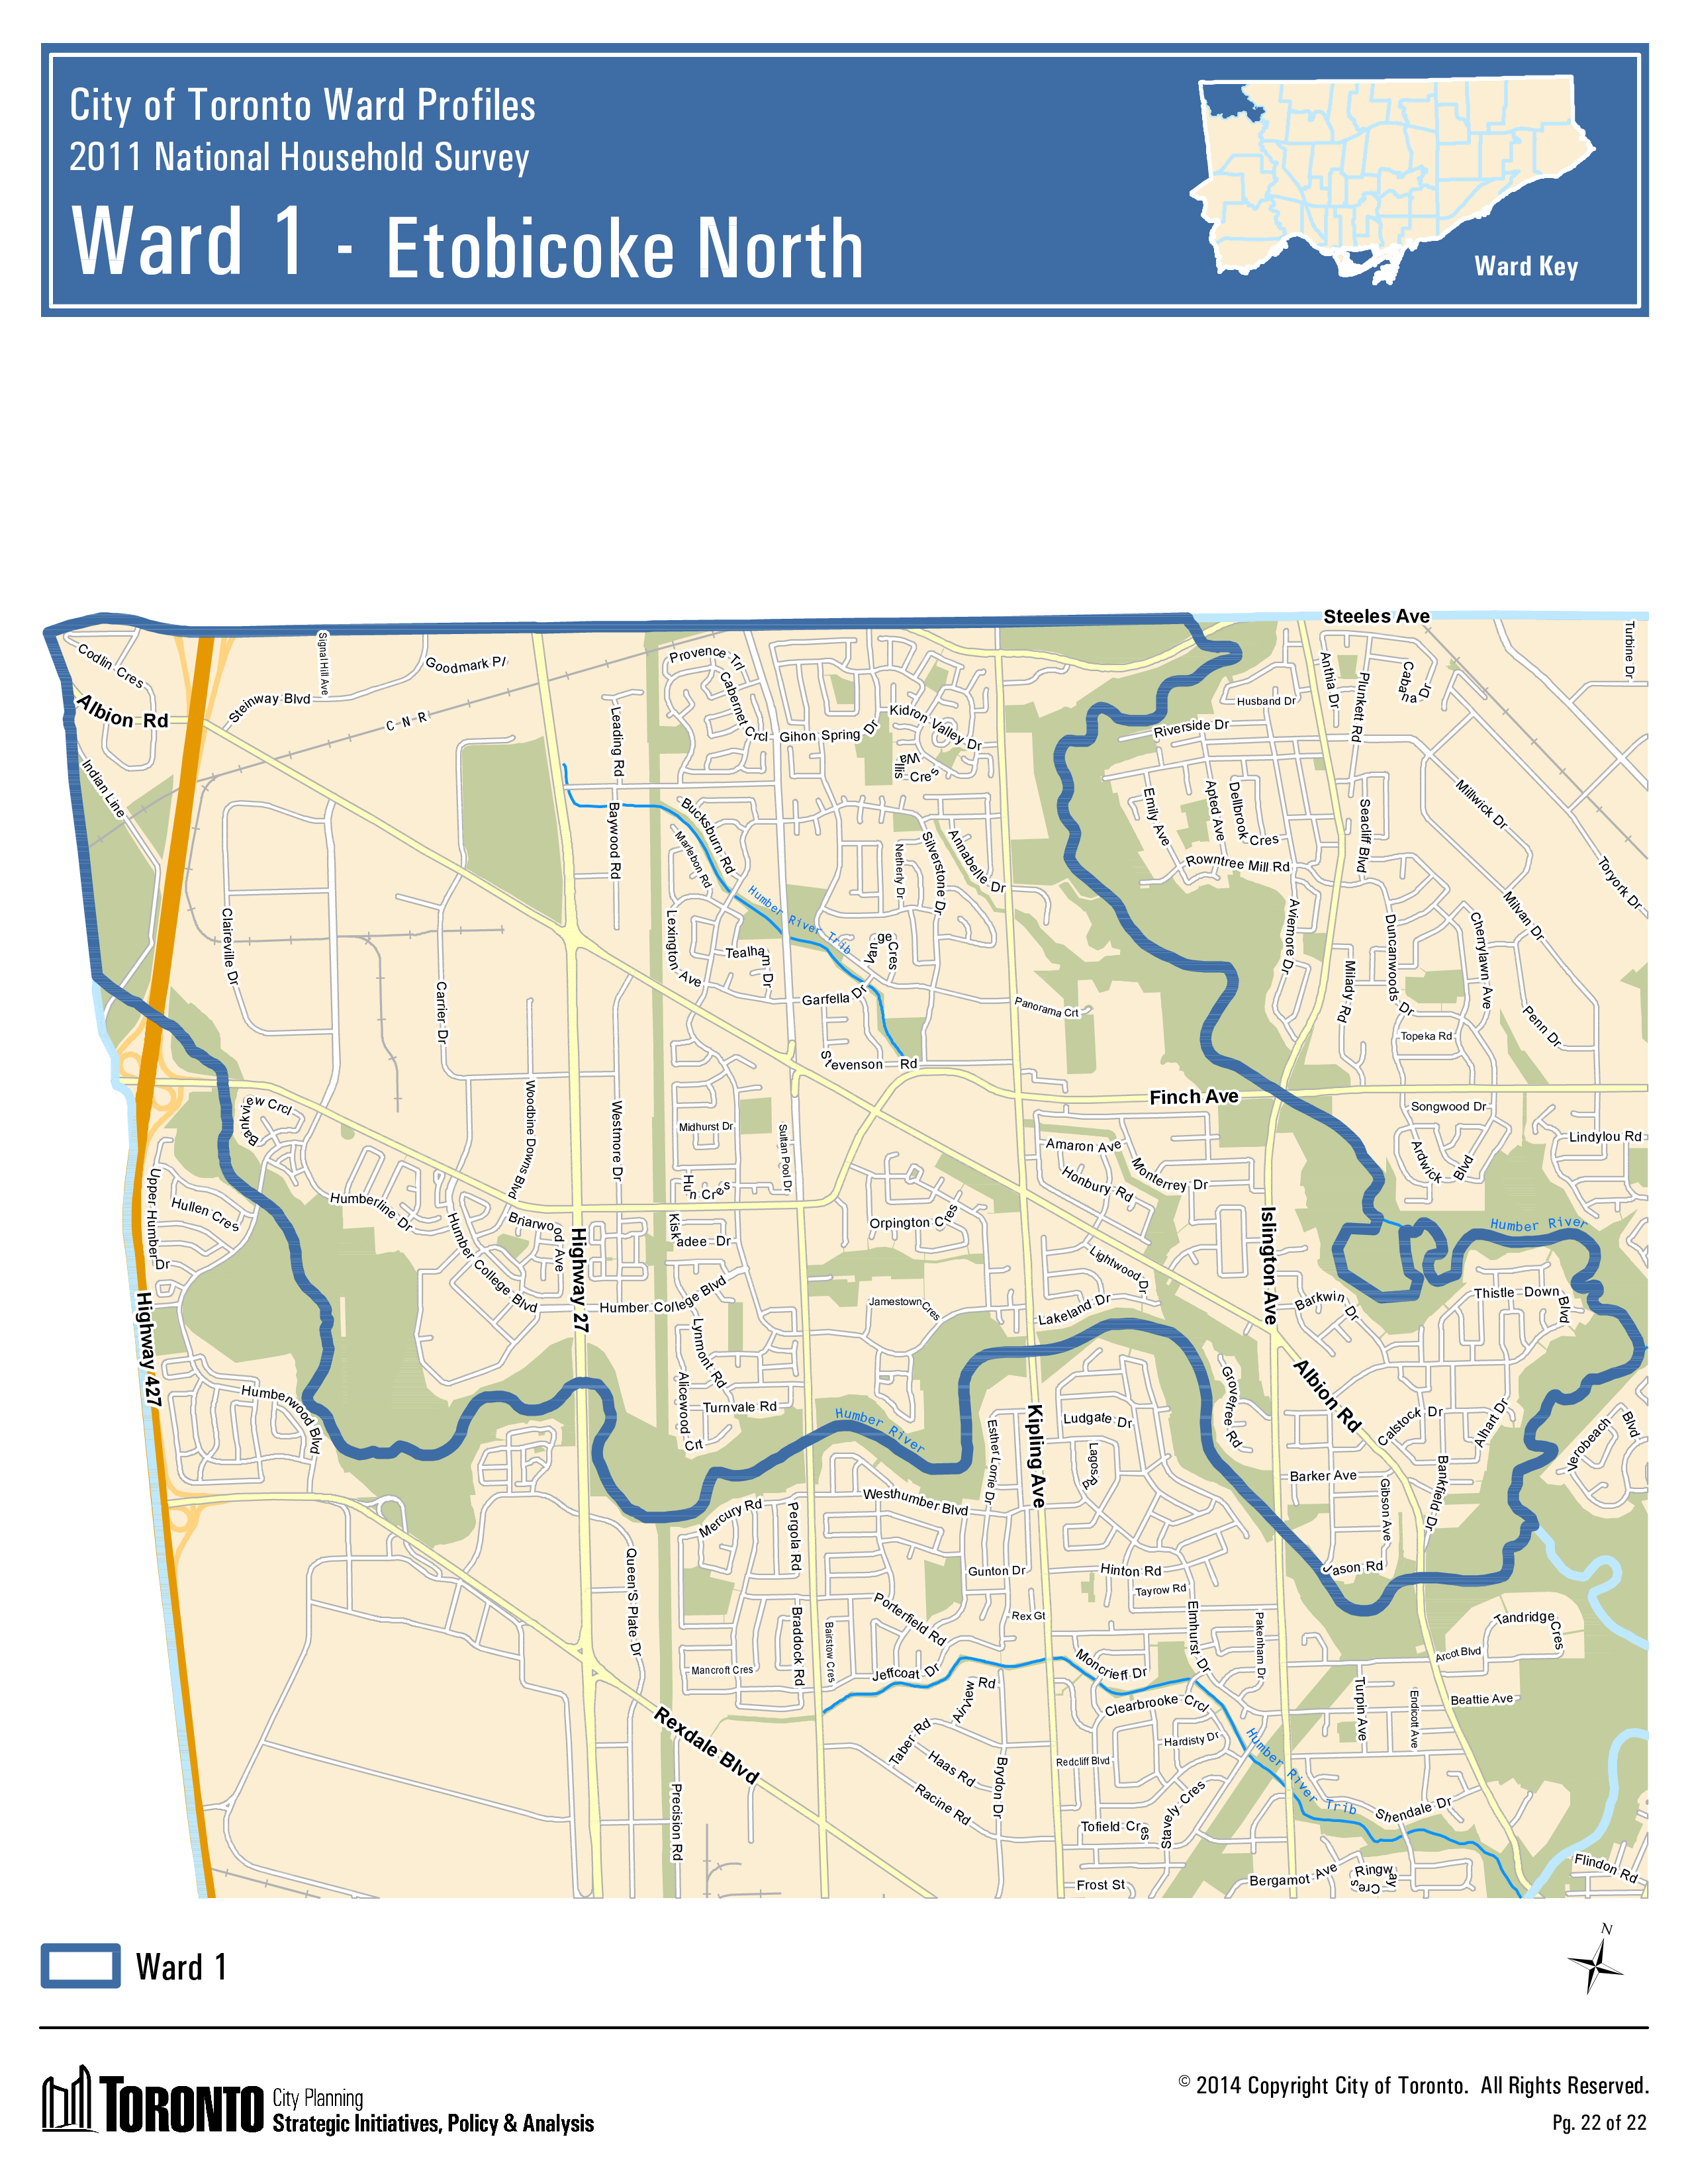 City of Toronto Ward Profiles
2011 National Household Survey
Ward 1 - Etobicoke North
Ward Key
Steeles Ave
Codlin Cres
Albion Rd
Steinway Blvd
Signal Hill Ave
Goodmark Pl
C N R
Indian Line
Leading Rd
Provence Trl
Cabernet Crcl
Gihon Spring Dr
Kidron Valley Dr
Wallis Cres
Husband Dr
Riverside Dr
Anthia Dr
Plunkett Rd
Cabana Dr
Turbine Dr
Baywood Rd
Bucksburn Rd
Marlebon Rd
Humber River Trib
Netherly Dr
Silverstone Dr
Annabelle Dr
Emily Ave
Apted Ave
Dellbrook Cres
Rowntree Mill Rd
Seacliff Blvd
Millwick Dr
Toryork Dr
Milvan Dr
Claireville Dr
Carrier Dr
Lexington Ave
Tealham Dr
Vange Cres
Garfella Dr
Stevenson Rd
Panorama Crt
Aviemore Dr
Milady Rd
Duncanwoods Dr
Cherrylawn Ave
Topeka Rd
Penn Dr
Finch Ave
Bankview Crcl
Woodbine Downs Blvd
Westmore Dr
Midhurst Dr
Sultan Pool Dr
Hurn Cres
Amaron Ave
Honbury Rd
Monterrey Dr
Songwood Dr
Ardwick Blvd
Lindylou Rd
Upper Humber Dr
Hullen Cres
Humberline Dr
Humber College Blvd
Briarwood Ave
Highway 27
Kiskadee Dr
Humber College Blvd
Orpington Cres
Lightwood Dr
Islington Ave
Humber River
Highway 427
Lynmont Rd
Jamestown Cres
Lakeland Dr
Barkwin Dr
Thistle Down Blvd
Humberwood Blvd
Alicewood Crt
Turnvale Rd
Humber River
Esther Lorrie Dr
Kipling Ave
Ludgate Dr
Lagos Rd
Grovetree Rd
Albion Rd
Calstock Dr
Alhart Dr
Verobeach Blvd
Barker Ave
Gibson Ave
Bankfield Dr
Mercury Rd
Pergola Rd
Westhumber Blvd
Jason Rd
Queen'S Plate Dr
Gunton Dr
Hinton Rd
Tayrow Rd
Rex Gt
Porterfield Rd
Braddock Rd
Bairstow Cres
Elmhurst Dr
Pakenham Dr
Tandridge Cres
Arcot Blvd
Mancroft Cres
Jeffcoat Dr
Airview Rd
Moncrieff Dr
Clearbrooke Crcl
Turpin Ave
Endicott Ave
Beattie Ave
Rexdale Blvd
Taber Rd
Haas Rd
Racine Rd
Brydon Dr
Redcliff Blvd
Hardisty Dr
Humber River Trib
Precision Rd
Tofield Cres
Stavely Cres
Shendale Dr
Frost St
Bergamot Ave
Ringway Cres
Flindon Rd
N
Ward 1
TORONTO City Planning
Strategic Initiatives, Policy & Analysis
© 2014 Copyright City of Toronto. All Rights Reserved.
Pg. 22 of 22